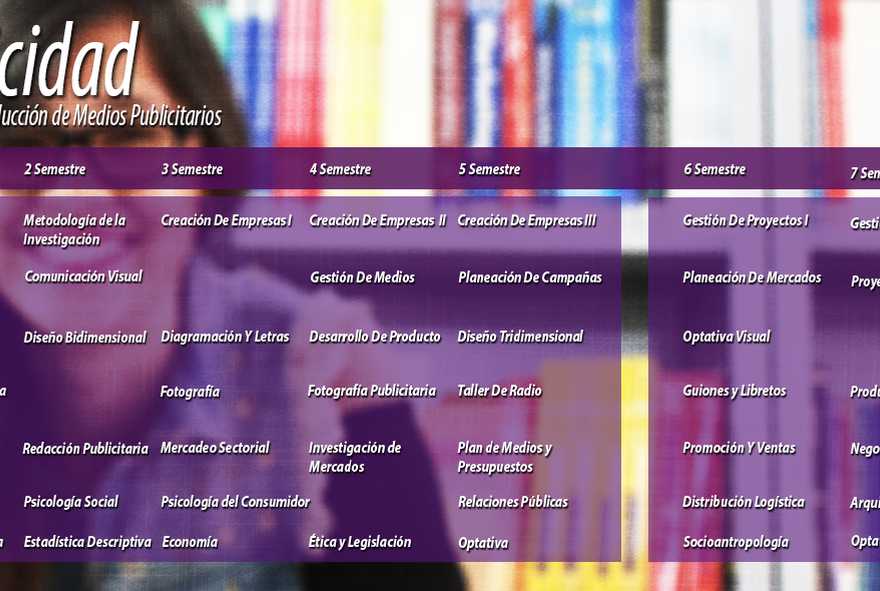 cidad
ducción de Medios Publicitarios
2 Semestre 3 Semestre 4 Semestre 5 Semestre 6 Semestre 7 Sem
Metodología de la Creación De Empresas I Creación De Empresas II Creación De Empresas III Gestión De Proyectos I Gesti
Investigación
Comunicación Visual Gestión De Medios Planeación De Campañas Planeación De Mercados Proye
Diseño Bidimensional Diagramación Y Letras Desarrollo De Producto Diseño Tridimensional Optativa Visual
a Fotografía Fotografía Publicitaria Taller De Radio Guiones y Libretos Produ
Redacción Publicitaria Mercadeo Sectorial Investigación de Plan de Medios y Promoción Y Ventas Nego
Mercados Presupuestos
Psicología Social Psicología del Consumidor Relaciones Públicas Distribución Logística Arqui
a Estadística Descriptiva Economía Ética y Legislación Optativa Socioantropología Opta